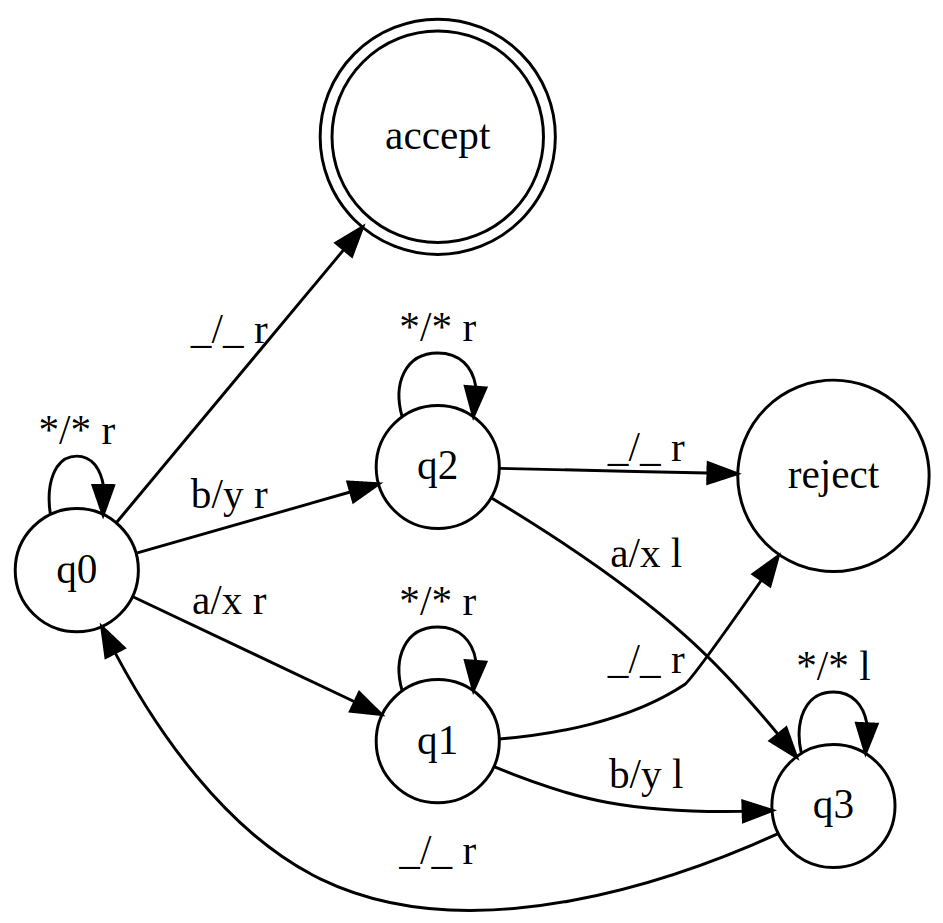 accept
_/_ r
*/* r
*/* r
_/_ r
q2
reject
b/y r
q0
a/x l
a/x r
*/* r
_/_ r
*/* l
q1
b/y l
q3
_/_ r